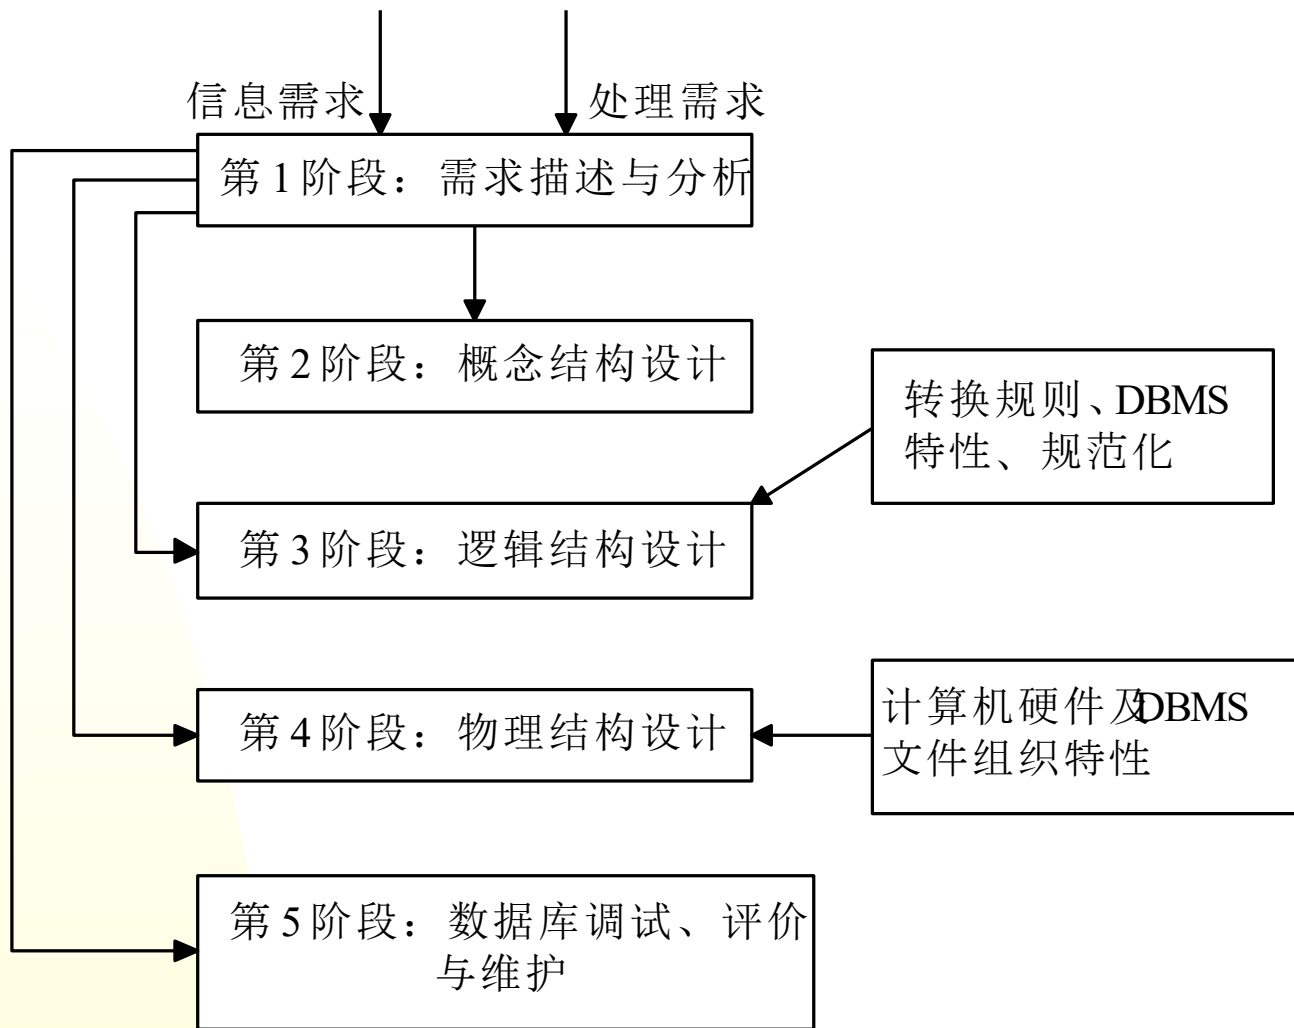 信息需求
处理需求
第1阶段：需求描述与分析
第2阶段：概念结构设计
转换规则、DBMS
特性、规范化
第3阶段：逻辑结构设计
第4阶段：物理结构设计
计算机硬件及DBMS
文件组织特性
第5阶段：数据库调试、评价
与维护